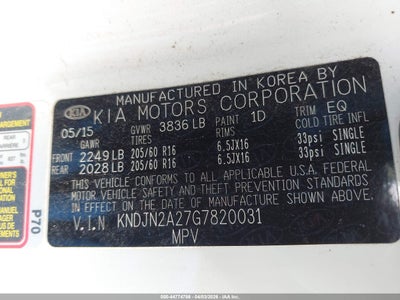 MANUFACTURED IN KOREA BY
KIA KIA MOTORS CORPORATION
05/15 GVWR 3836 LB PAINT 1D TRIM EQ
GAWR TIRES RIMS COLD TIRE INFL
FRONT 2249 LB 205/60 R16 6.5JX16 33psi SINGLE
REAR 2028 LB 205/60 R16 6.5JX16 33psi SINGLE
THIS VEHICLE CONFORMS TO ALL APPLICABLE U.S.A. FEDERAL
MOTOR VEHICLE SAFETY, BUMPER, AND THEFT PREVENTION
STANDARDS IN EFFECT ON THE DATE OF MANUFACTURE SHOWN ABOVE.
V.I.N KNDJN2A27G7820031
MPV
P70